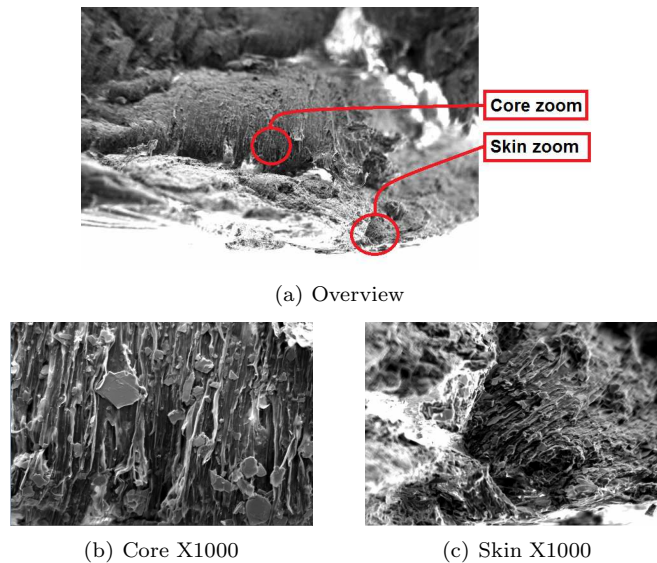 Core zoom
Skin zoom
(a) Overview
(b) Core X1000
(c) Skin X1000